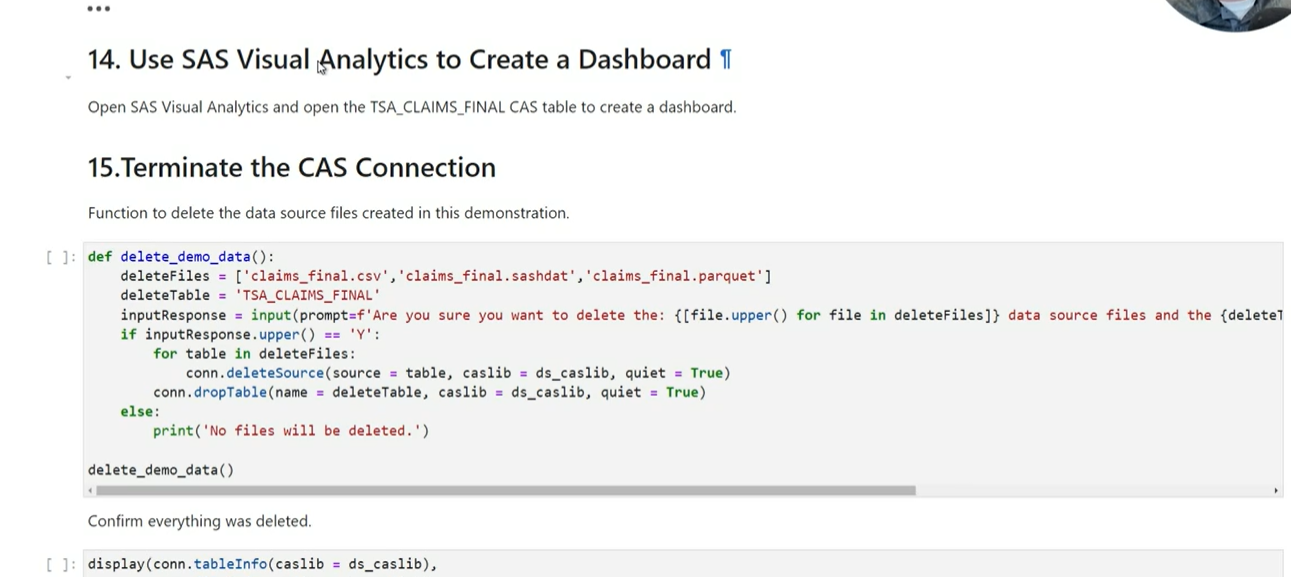 14. Use SAS Visual Analytics to Create a Dashboard ¶
Open SAS Visual Analytics and open the TSA_CLAIMS_FINAL CAS table to create a dashboard.
15.Terminate the CAS Connection
Function to delete the data source files created in this demonstration.
[ ]: def delete_demo_data():
    deleteFiles = ['claims_final.csv','claims_final.sashdat','claims_final.parquet']
    deleteTable = 'TSA_CLAIMS_FINAL'
    inputResponse = input(prompt=f'Are you sure you want to delete the: {[file.upper() for file in deleteFiles]} data source files and the {deleteT
    if inputResponse.upper() == 'Y':
        for table in deleteFiles:
            conn.deleteSource(source = table, caslib = ds_caslib, quiet = True)
        conn.dropTable(name = deleteTable, caslib = ds_caslib, quiet = True)
    else:
        print('No files will be deleted.')
delete_demo_data()
Confirm everything was deleted.
[ ]: display(conn.tableInfo(caslib = ds_caslib),